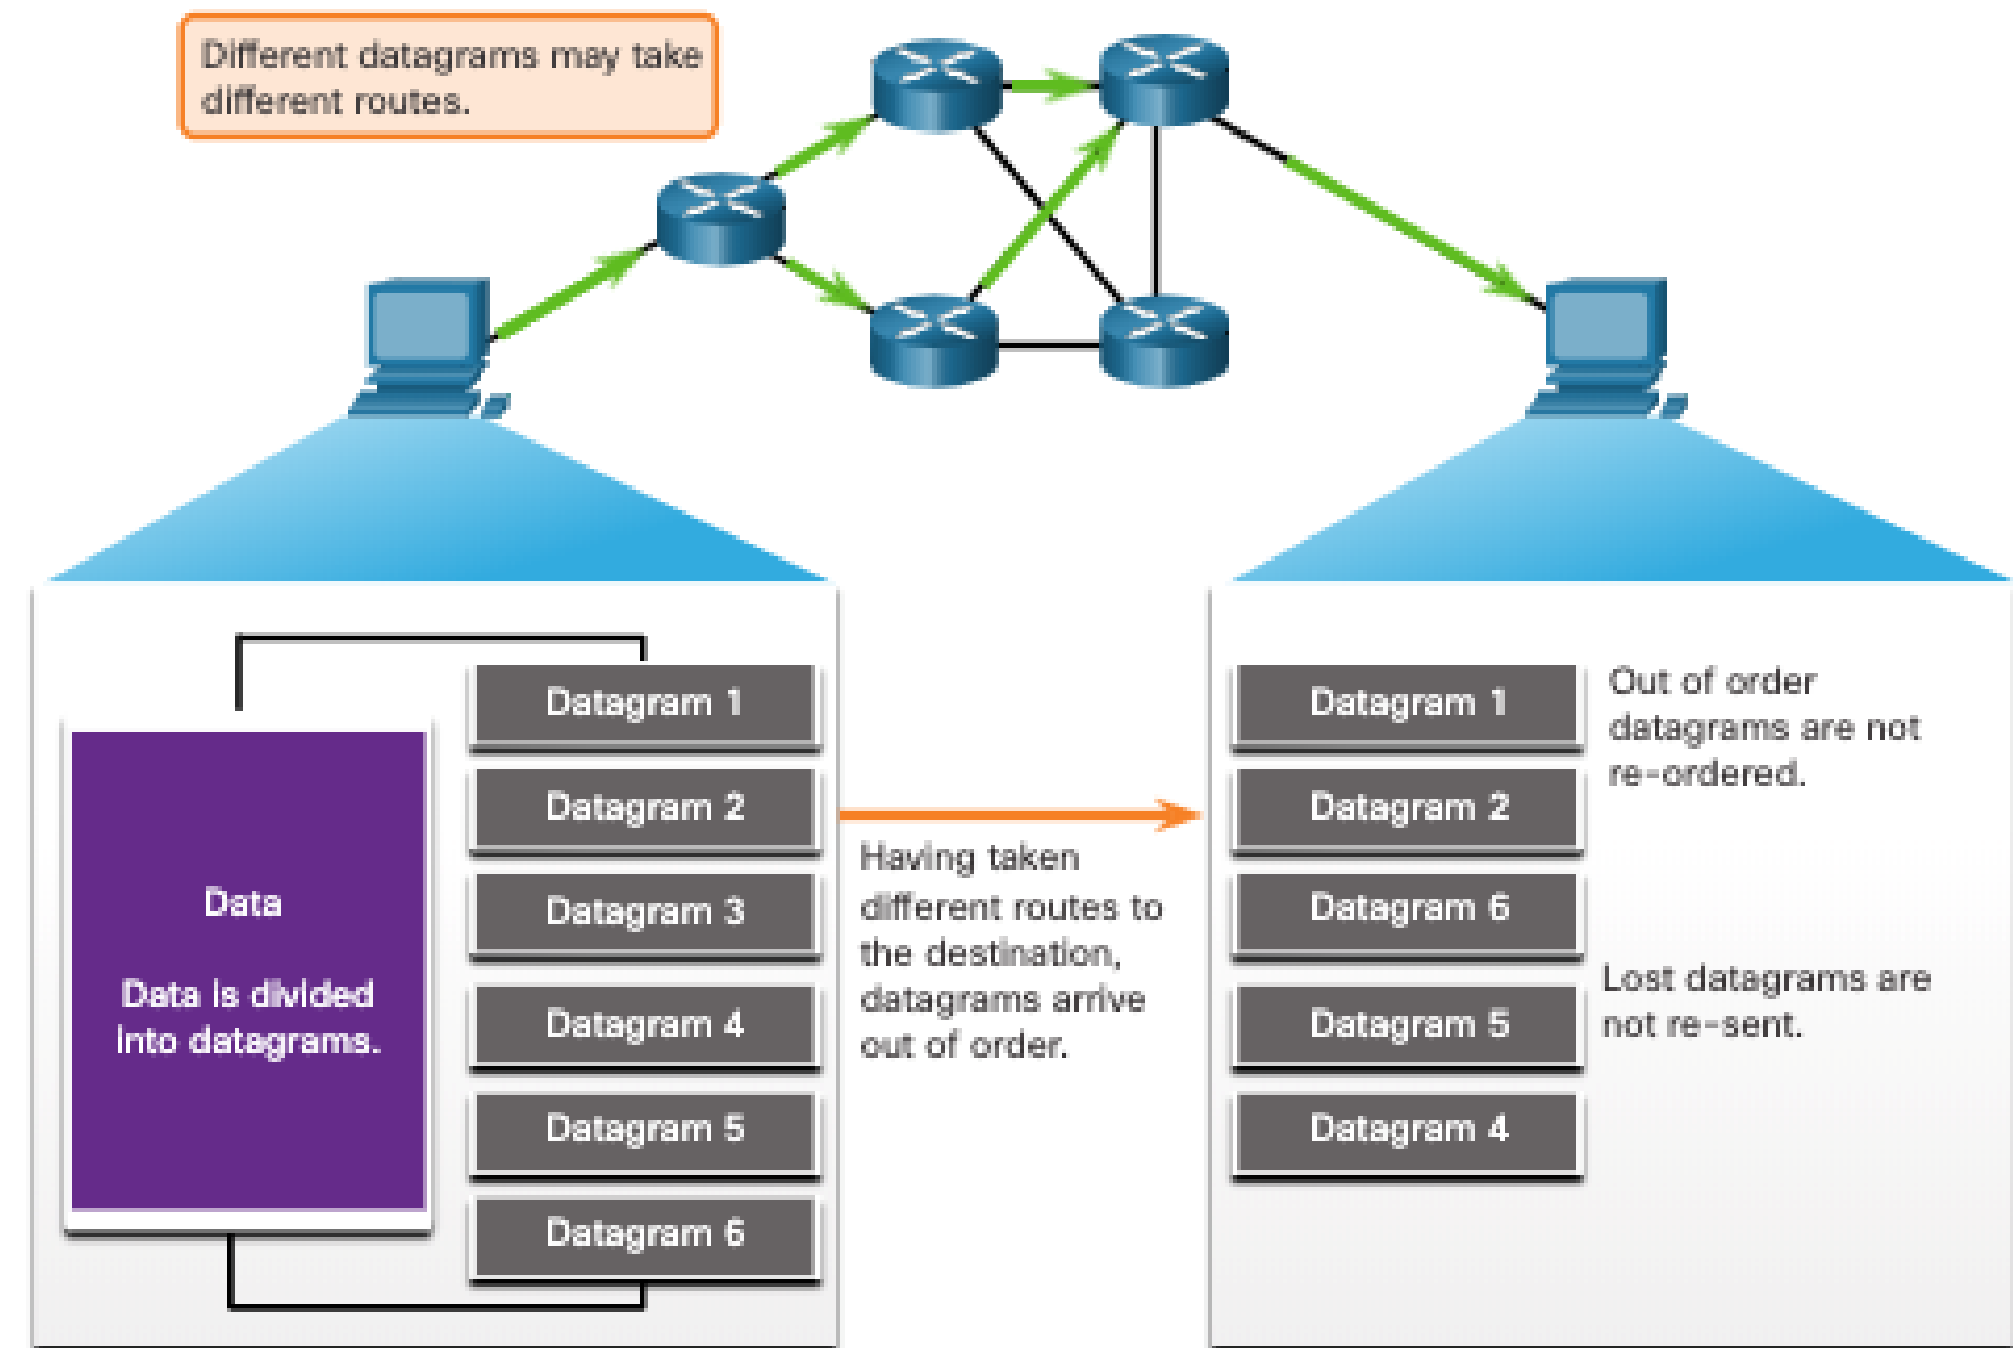 Different datagrams may take
different routes.
Data
Data is divided
into datagrams.
Datagram 1
Datagram 2
Datagram 3
Datagram 4
Datagram 5
Datagram 6
Having taken
different routes to
the destination,
datagrams arrive
out of order.
Datagram 1
Datagram 2
Datagram 6
Datagram 5
Datagram 4
Out of order
datagrams are not
re-ordered.
Lost datagrams are
not re-sent.